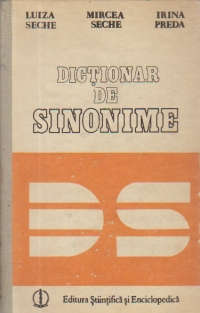 LUIZA MIRCEA IRINA
SECHE SECHE PREDA
DICȚIONAR
DE
SINONIME
DS
Editura Științifică și Enciclopedică